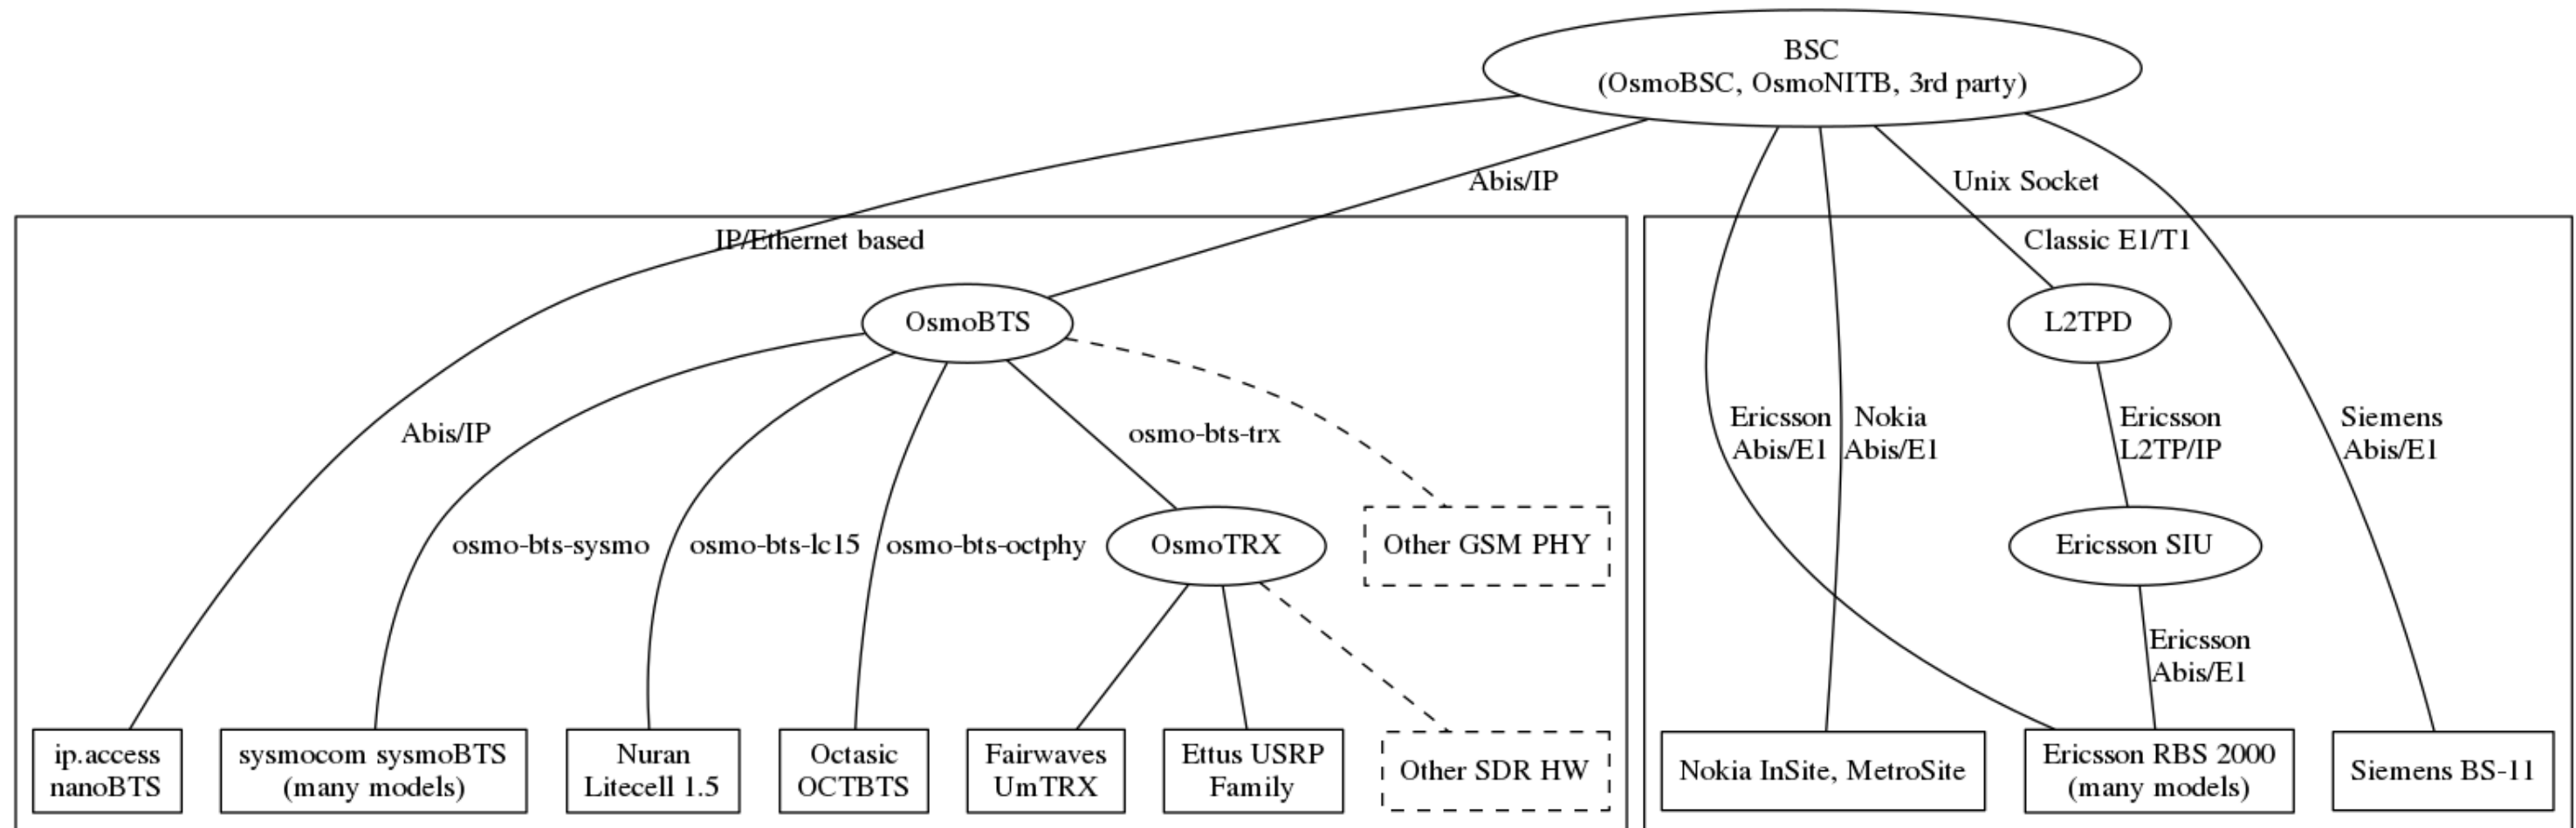 BSC
(OsmoBSC, OsmoNITB, 3rd party)
Abis/IP
Unix Socket
IP/Ethernet based
Classic E1/T1
OsmoBTS
L2TPD
Abis/IP
osmo-bts-trx
Ericsson
Abis/E1
Nokia
Abis/E1
Ericsson
L2TP/IP
Siemens
Abis/E1
osmo-bts-sysmo
osmo-bts-lc15
osmo-bts-octphy
OsmoTRX
Other GSM PHY
Ericsson SIU
Ericsson
Abis/E1
ip.access
nanoBTS
sysmocom sysmoBTS
(many models)
Nuran
Litecell 1.5
Octasic
OCTBTS
Fairwaves
UmTRX
Ettus USRP
Family
Other SDR HW
Nokia InSite, MetroSite
Ericsson RBS 2000
(many models)
Siemens BS-11